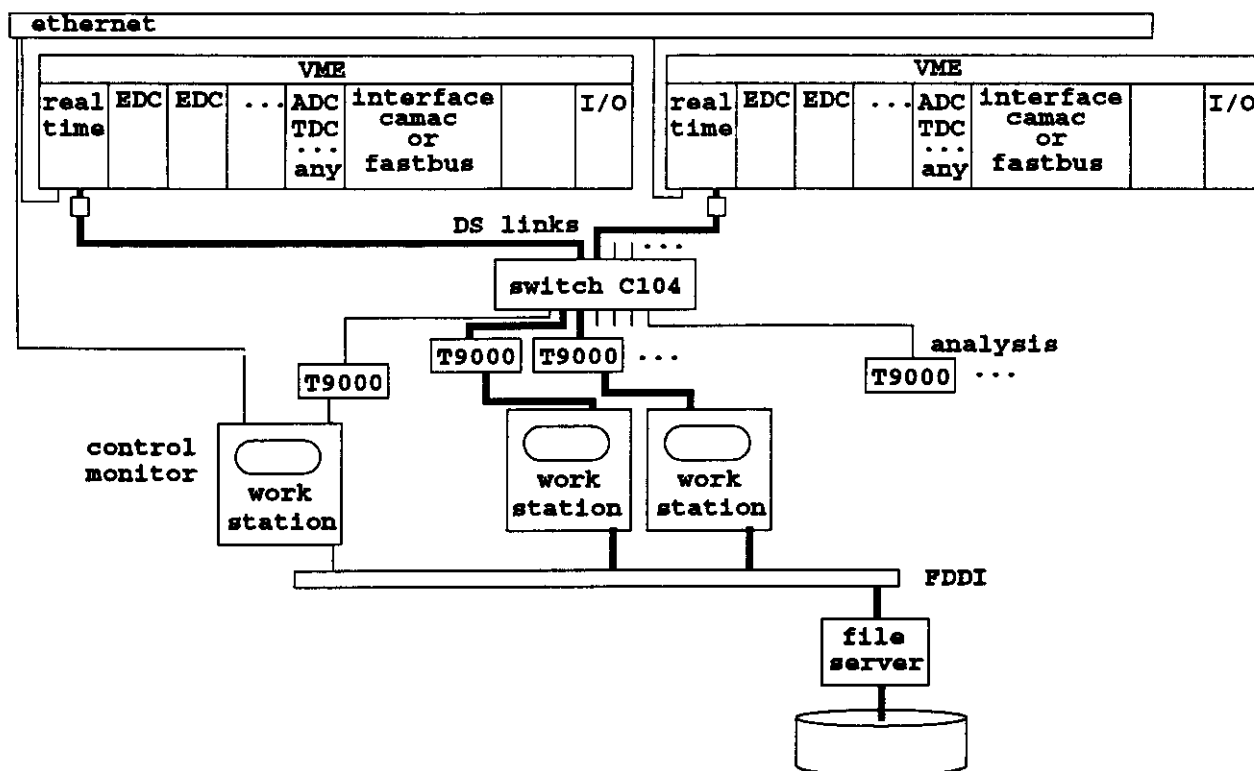 ethernet
VME
real
time
EDC
EDC
...
ADC
TDC
...
any
interface
camac
or
fastbus
I/O
VME
real
time
EDC
EDC
...
ADC
TDC
...
any
interface
camac
or
fastbus
I/O
DS links
...
switch C104
T9000
T9000
T9000
...
analysis
T9000
...
control
monitor
work
station
work
station
work
station
FDDI
file
server